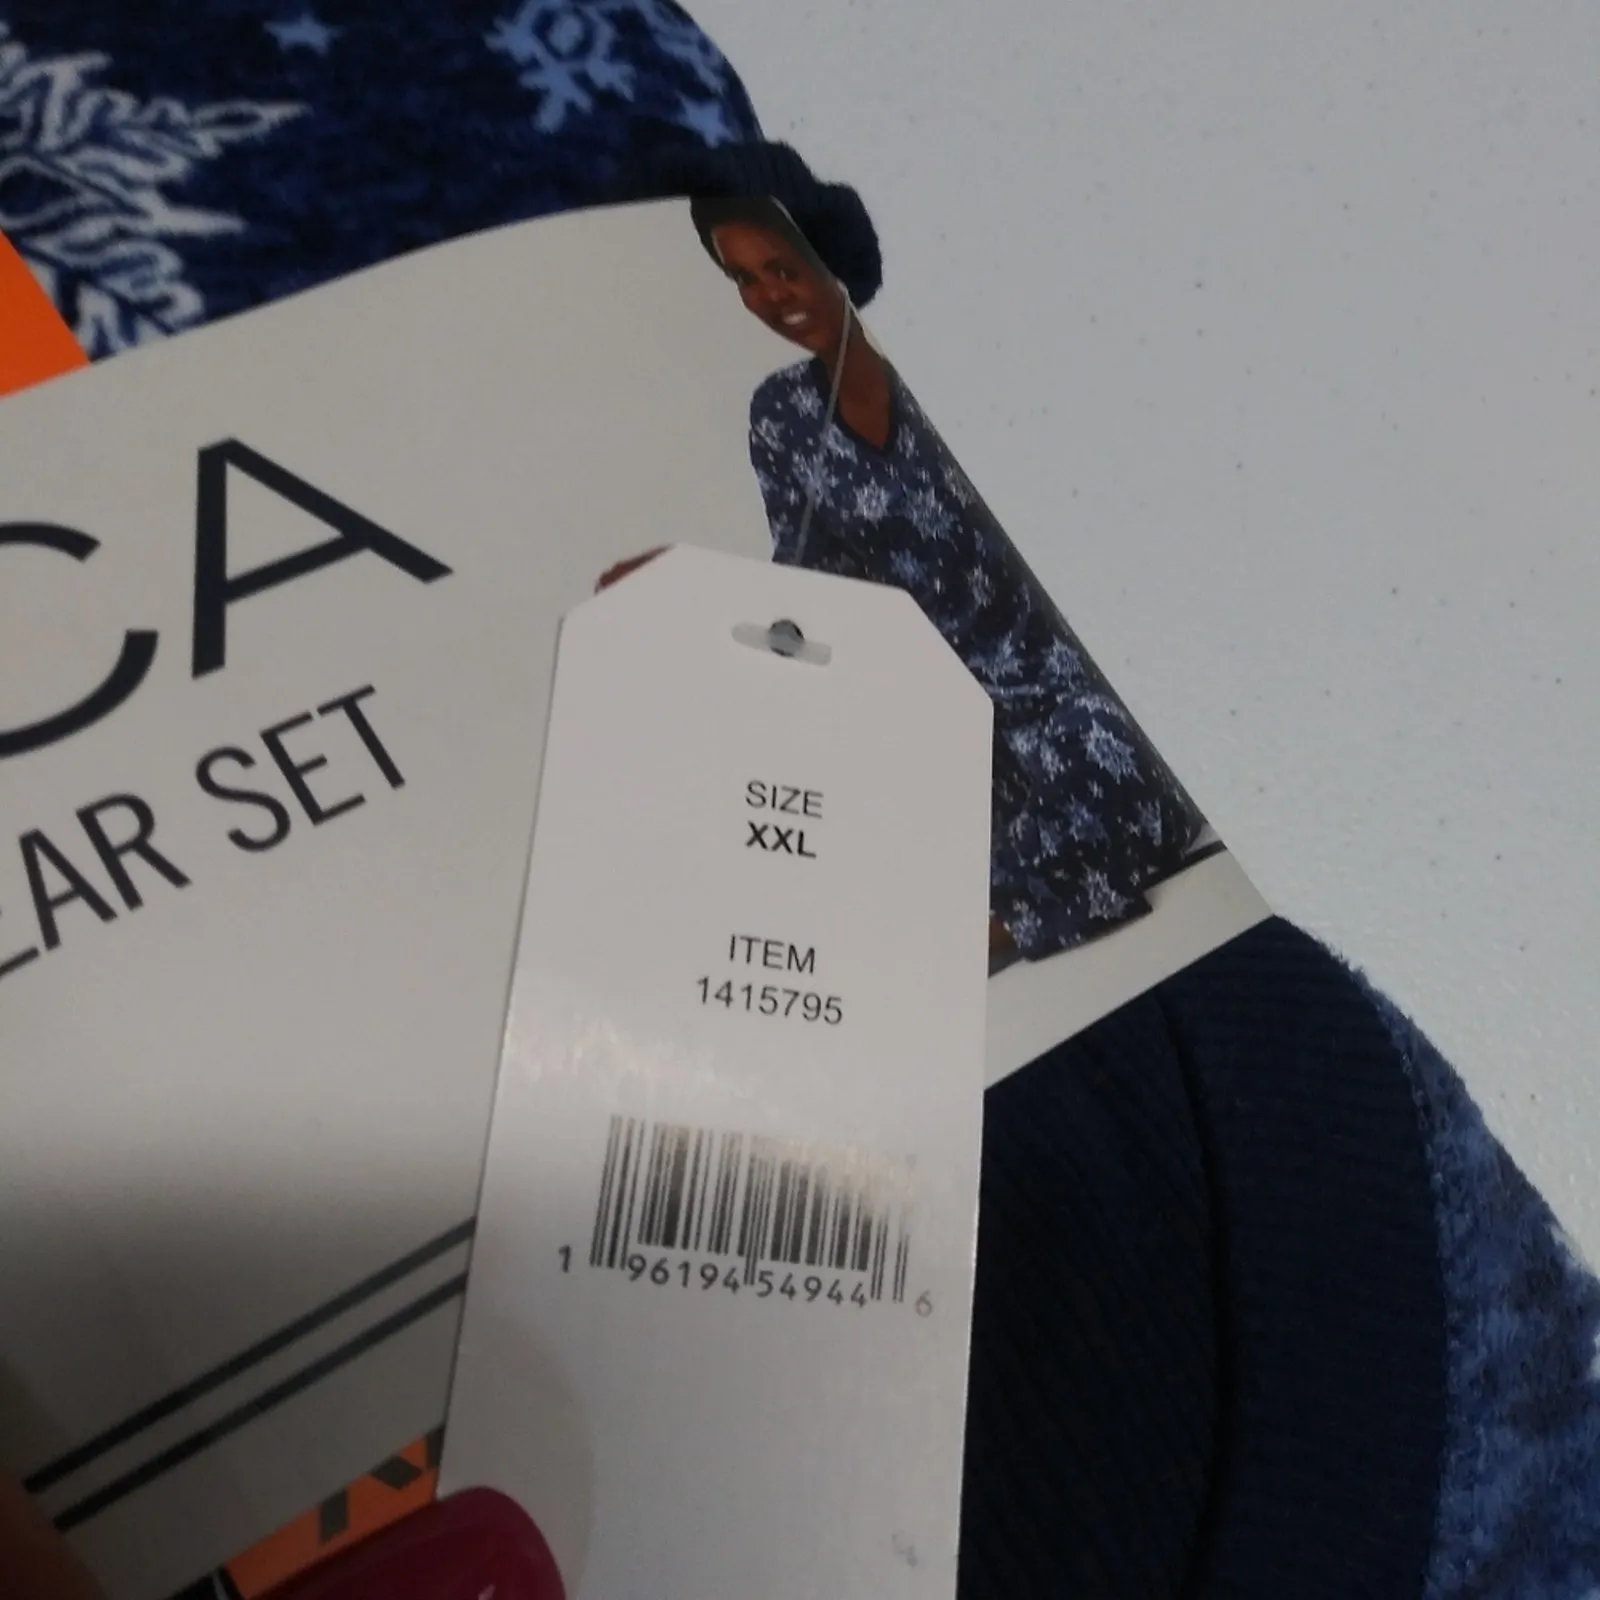 CA
EAR SET
SIZE
XXL
ITEM
1415795
1 96194 54944 6